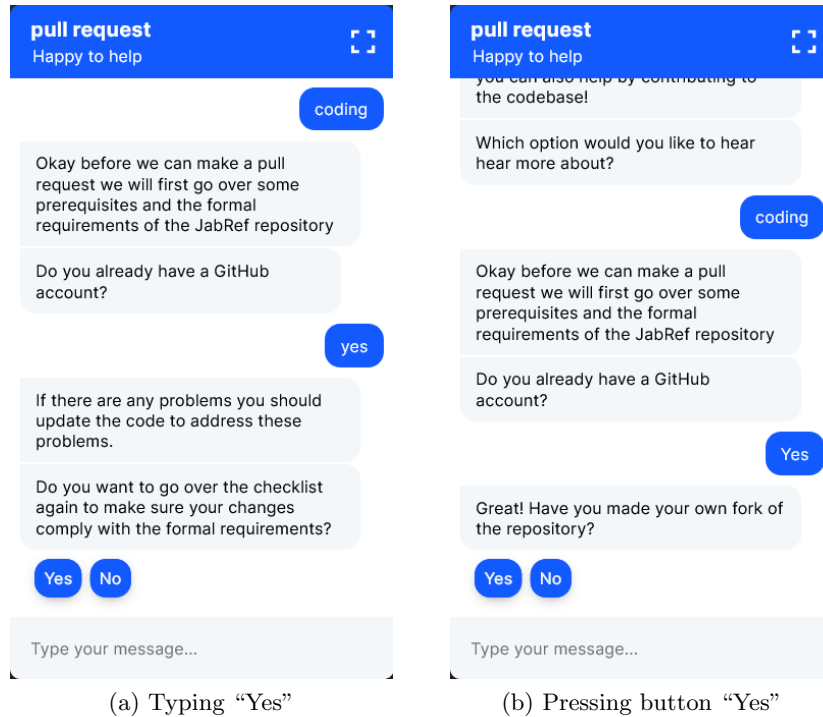 pull request
Happy to help
coding
Okay before we can make a pull
request we will first go over some
prerequisites and the formal
requirements of the JabRef repository
Do you already have a GitHub
account?
yes
If there are any problems you should
update the code to address these
problems.
Do you want to go over the checklist
again to make sure your changes
comply with the formal requirements?
Yes No
Type your message...
(a) Typing “Yes”
pull request
Happy to help
you can also help by contributing to
the codebase!
Which option would you like to hear
hear more about?
coding
Okay before we can make a pull
request we will first go over some
prerequisites and the formal
requirements of the JabRef repository
Do you already have a GitHub
account?
Yes
Great! Have you made your own fork of
the repository?
Yes No
Type your message...
(b) Pressing button “Yes”